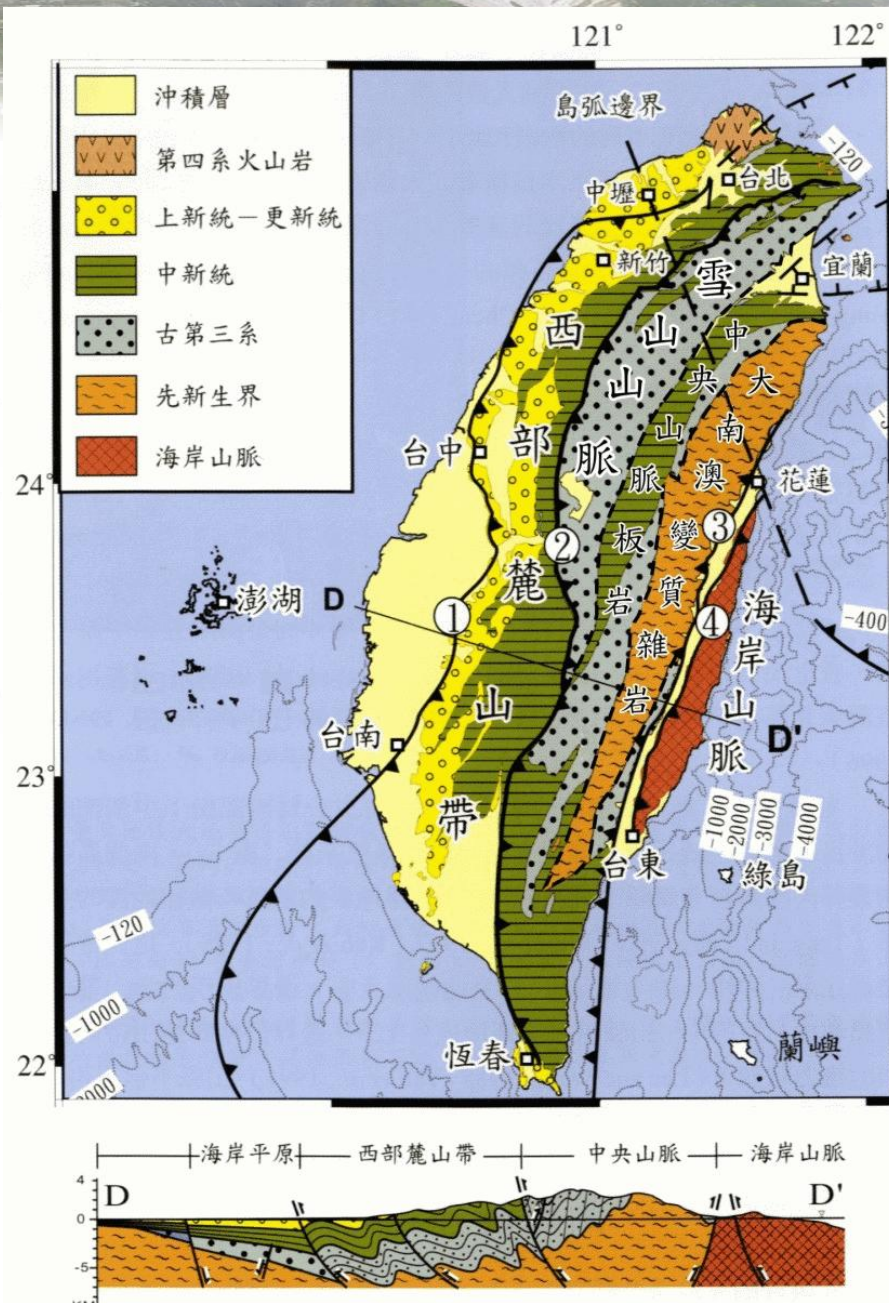 121°
122°
沖積層
第四系火山岩
上新統－更新統
中新統
古第三系
先新生界
海岸山脈
島弧邊界
-120
中壢
台北
新竹
宜蘭
雪山山脈
西部麓山帶
中央山脈板岩
大南澳變質雜岩
台中
24°
花蓮
①
②
③
④
澎湖
D
-400
海岸山脈
台南
D'
23°
台東
-1000
-2000
-3000
-4000
綠島
-120
-1000
22°
恆春
蘭嶼
海岸平原
西部麓山帶
中央山脈
海岸山脈
4
D
D'
0
-5